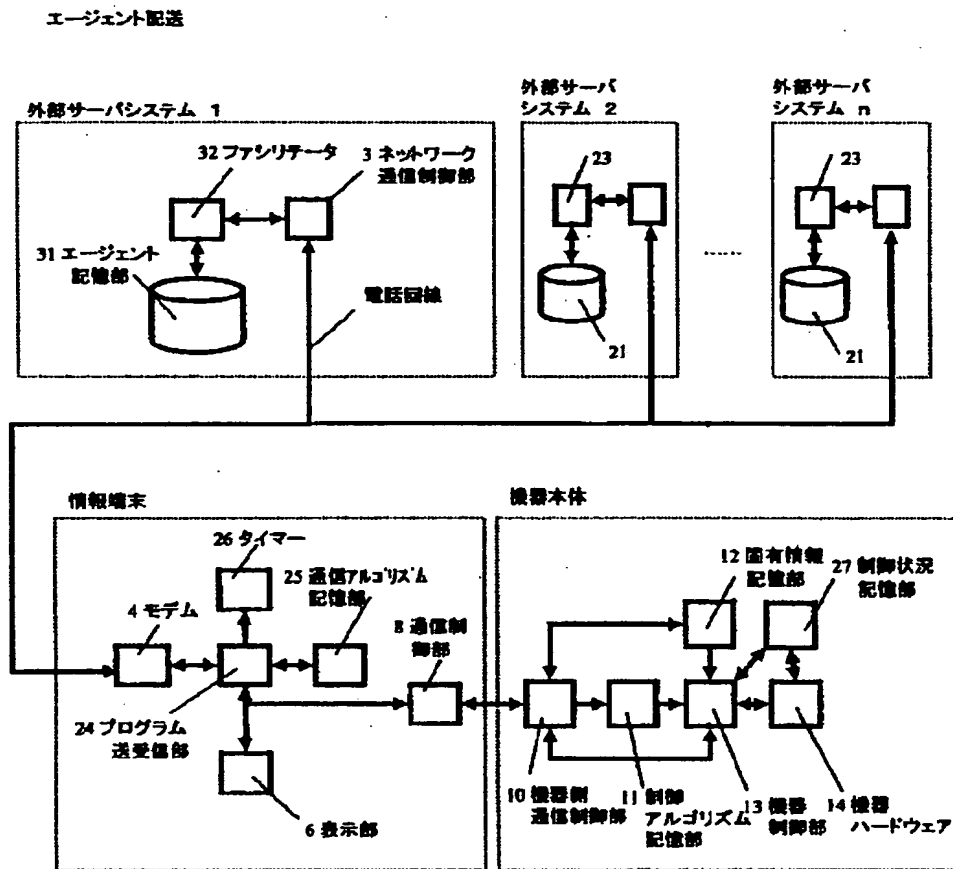 エージェント配送
外部サーバシステム 1
外部サーバ
システム 2
外部サーバ
システム n
32 ファシリテータ
3 ネットワーク
通信制御部
31 エージェント
記憶部
電話回線
23
21
......
23
21
情報端末
機器本体
26 タイマー
25 通信アルゴリズム
記憶部
4 モデム
8 通信制
御部
24 プログラム
送受信部
6 表示部
12 固有情報
記憶部
27 制御状況
記憶部
10 機器側
通信制御部
11 制御
アルゴリズム
記憶部
13 機器
制御部
14 機器
ハードウェア